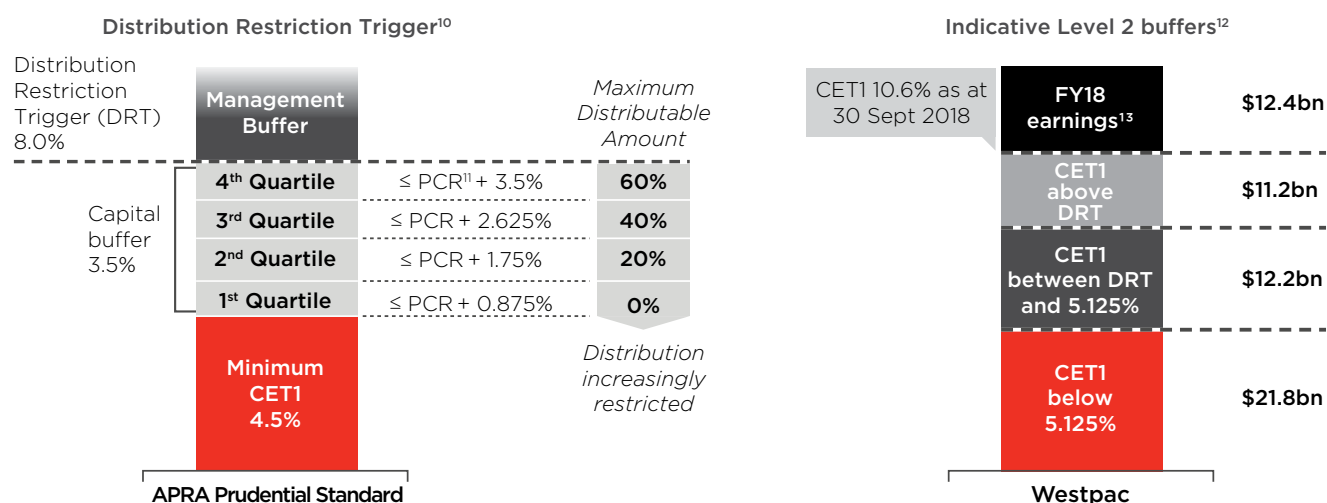 Distribution Restriction Trigger¹⁰
Distribution
Restriction
Trigger (DRT)
8.0%
Management
Buffer
Maximum
Distributable
Amount
Capital
buffer
3.5%
4ᵗʰ Quartile
≤ PCR¹¹ + 3.5%
60%
3ʳᵈ Quartile
≤ PCR + 2.625%
40%
2ⁿᵈ Quartile
≤ PCR + 1.75%
20%
1ˢᵗ Quartile
≤ PCR + 0.875%
0%
Minimum
CET1
4.5%
Distribution
increasingly
restricted
APRA Prudential Standard
Indicative Level 2 buffers¹²
CET1 10.6% as at
30 Sept 2018
FY18
earnings¹³
$12.4bn
CET1
above
DRT
$11.2bn
CET1
between DRT
and 5.125%
$12.2bn
CET1
below
5.125%
$21.8bn
Westpac